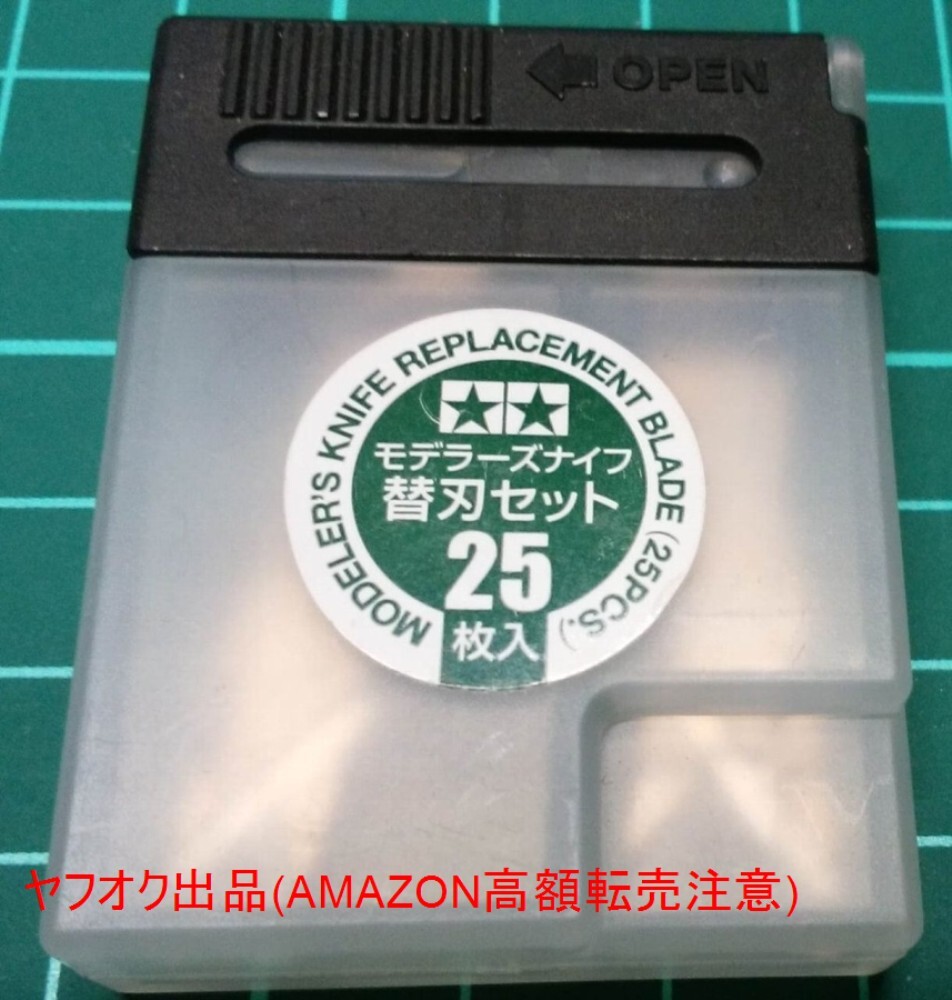 OPEN
MODELER'S KNIFE REPLACEMENT BLADE (25PCS.)
モデラーズナイフ
替刃セット
25
枚入
ヤフオク出品(AMAZON高額転売注意)